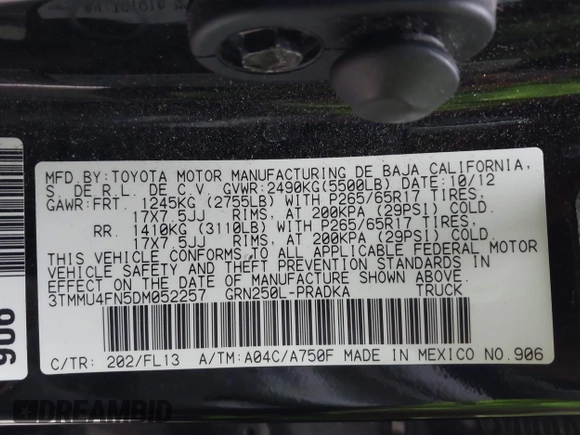 MFD.BY:TOYOTA MOTOR MANUFACTURING DE BAJA CALIFORNIA,
S. DE R.L. DE C.V. GVWR:2490KG(5500LB) DATE:10/12
GAWR:FRT. 1245KG (2755LB) WITH P265/65R17 TIRES,
17X7.5JJ RIMS, AT 200KPA (29PSI) COLD.
RR. 1410KG (3110LB) WITH P265/65R17 TIRES,
17X7.5JJ RIMS, AT 200KPA (29PSI) COLD.
THIS VEHICLE CONFORMS TO ALL APPLICABLE FEDERAL MOTOR
VEHICLE SAFETY AND THEFT PREVENTION STANDARDS IN
EFFECT ON THE DATE OF MANUFACTURE SHOWN ABOVE.
3TMMU4FN5DM052257 GRN250L-PRADKA TRUCK
C/TR: 202/FL13 A/TM:A04C/A750F MADE IN MEXICO NO.906
906
DREAMBID